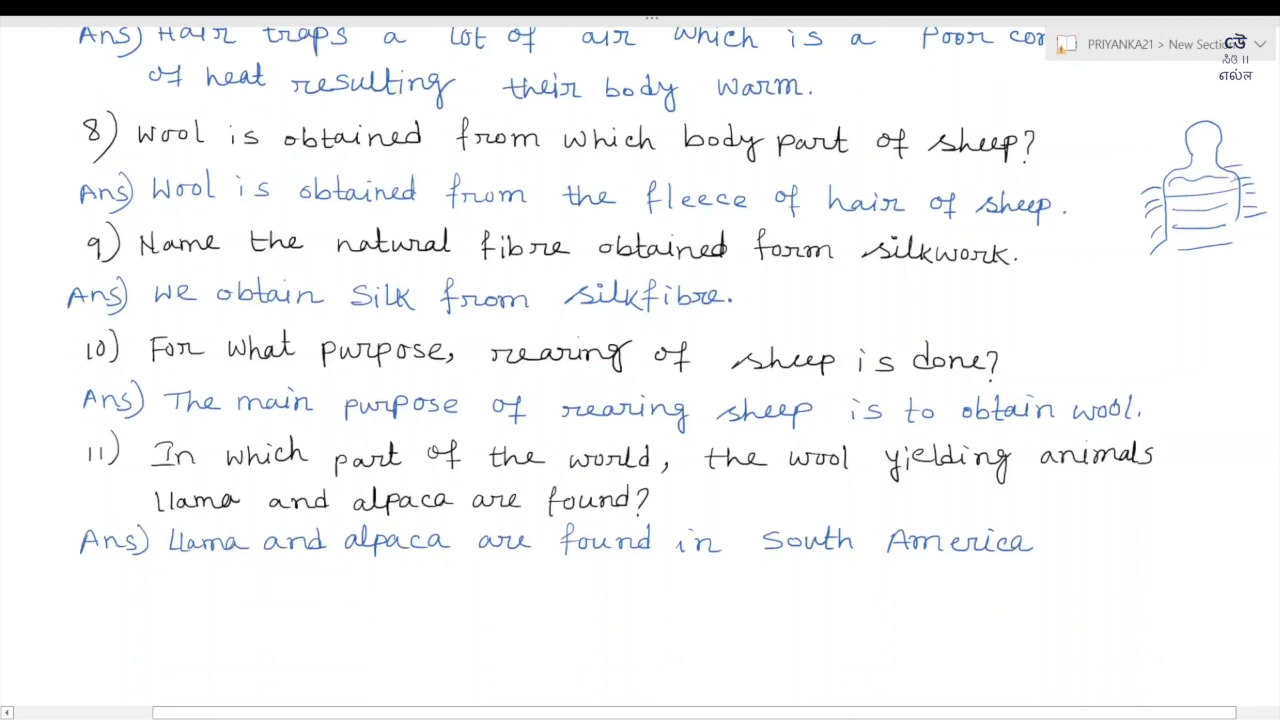 Ans) Hair traps a lot of air which is a Poor con
PRIYANKA21 > New Section
of heat resulting their body warm.
8) Wool is obtained from which body part of sheep?
Ans) Wool is obtained from the fleece of hair of sheep.
9) Name the natural fibre obtained form silkwork.
Ans) We obtain Silk from silkfibre.
10) For what purpose, rearing of sheep is done?
Ans) The main purpose of rearing sheep is to obtain wool.
11) In which part of the world, the wool yielding animals
llama and alpaca are found?
Ans) Llama and alpaca are found in South America